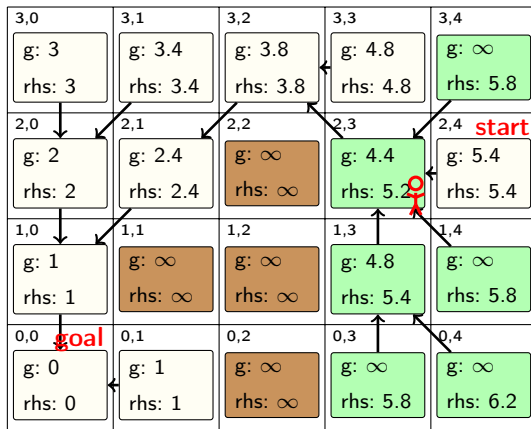 3,0 3,1 3,2 3,3 3,4
g: 3 g: 3.4 g: 3.8 g: 4.8 g: ∞
rhs: 3 rhs: 3.4 rhs: 3.8 rhs: 4.8 rhs: 5.8
2,0 2,1 2,2 2,3 2,4 start
g: 2 g: 2.4 g: ∞ g: 4.4 g: 5.4
rhs: 2 rhs: 2.4 rhs: ∞ rhs: 5.2 rhs: 5.4
1,0 1,1 1,2 1,3 1,4
g: 1 g: ∞ g: ∞ g: 4.8 g: ∞
rhs: 1 rhs: ∞ rhs: ∞ rhs: 5.4 rhs: 5.8
0,0 goal 0,1 0,2 0,3 0,4
g: 0 g: 1 g: ∞ g: ∞ g: ∞
rhs: 0 rhs: 1 rhs: ∞ rhs: 5.8 rhs: 6.2